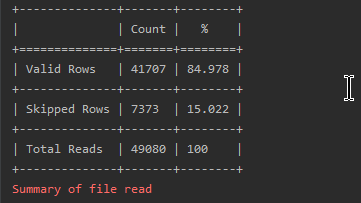 +--------------+-------+--------+
|              | Count |   %    |
+==============+=======+========+
| Valid Rows   | 41707 | 84.978 |
+--------------+-------+--------+
| Skipped Rows | 7373  | 15.022 |
+--------------+-------+--------+
| Total Reads  | 49080 | 100    |
+--------------+-------+--------+
Summary of file read